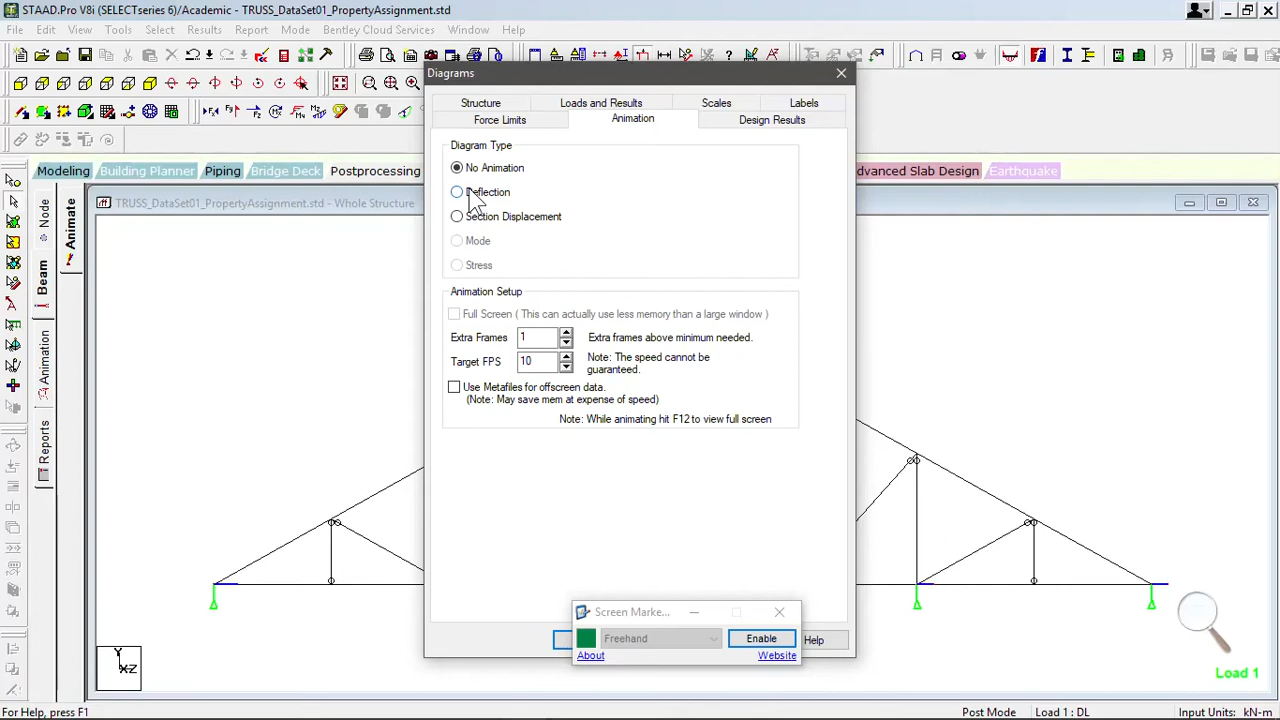 STAAD.Pro V8i (SELECTseries 6)/Academic - TRUSS_DataSet01_PropertyAssignment.std
File Edit View Tools Select Results Report Mode Bentley Cloud Services Window Help
Diagrams
Structure Loads and Results Scales Labels
Force Limits Animation Design Results
Diagram Type
No Animation
Deflection
Section Displacement
Mode
Stress
Animation Setup
Full Screen ( This can actually use less memory than a large window )
Extra Frames 1 Extra frames above minimum needed.
Target FPS 10 Note: The speed cannot be
guaranteed.
Use Metafiles for offscreen data.
(Note: May save mem at expense of speed)
Note: While animating hit F12 to view full screen
Modeling Building Planner Piping Bridge Deck Postprocessing dvanced Slab Design Earthquake
TRUSS_DataSet01_PropertyAssignment.std - Whole Structure
Animate
Node
Beam
Animation
Reports
Screen Marke...
Freehand Enable Help
About Website
Y
XZ
Load 1
For Help, press F1 Post Mode Load 1 : DL Input Units: kN-m